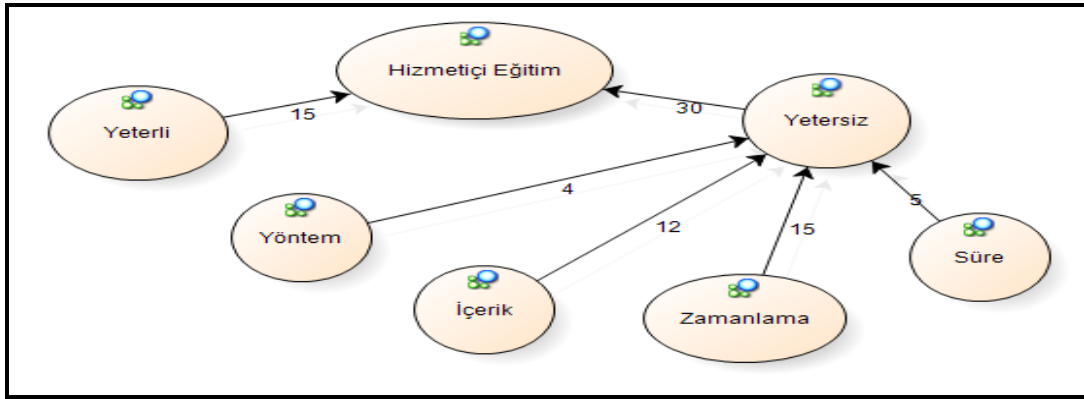 Hizmetiçi Eğitim
Yeterli
15
30
Yetersiz
Yöntem
4
İçerik
12
Zamanlama
15
Süre
5